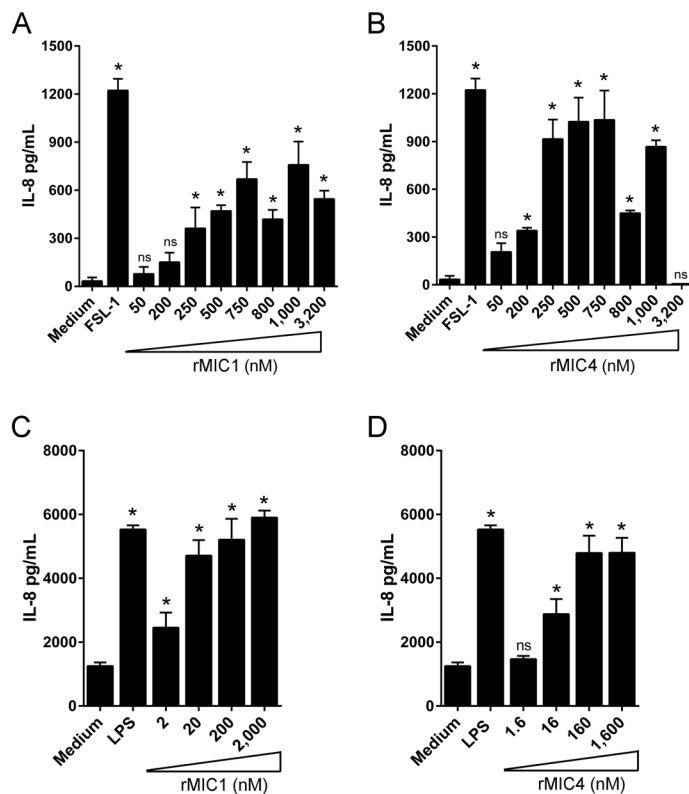 A
IL-8 pg/mL
1500
1200
900
600
300
0
* ns ns * * * * * *
Medium FSL-1 50 200 250 500 750 800 1,000 3,200
rMIC1 (nM)
B
IL-8 pg/mL
1500
1200
900
600
300
0
* ns * * * * * * ns
Medium FSL-1 50 200 250 500 750 800 1,000 3,200
rMIC4 (nM)
C
IL-8 pg/mL
8000
6000
4000
2000
0
* * * * *
Medium LPS 2 20 200 2,000
rMIC1 (nM)
D
IL-8 pg/mL
8000
6000
4000
2000
0
* ns * * *
Medium LPS 1.6 16 160 1,600
rMIC4 (nM)